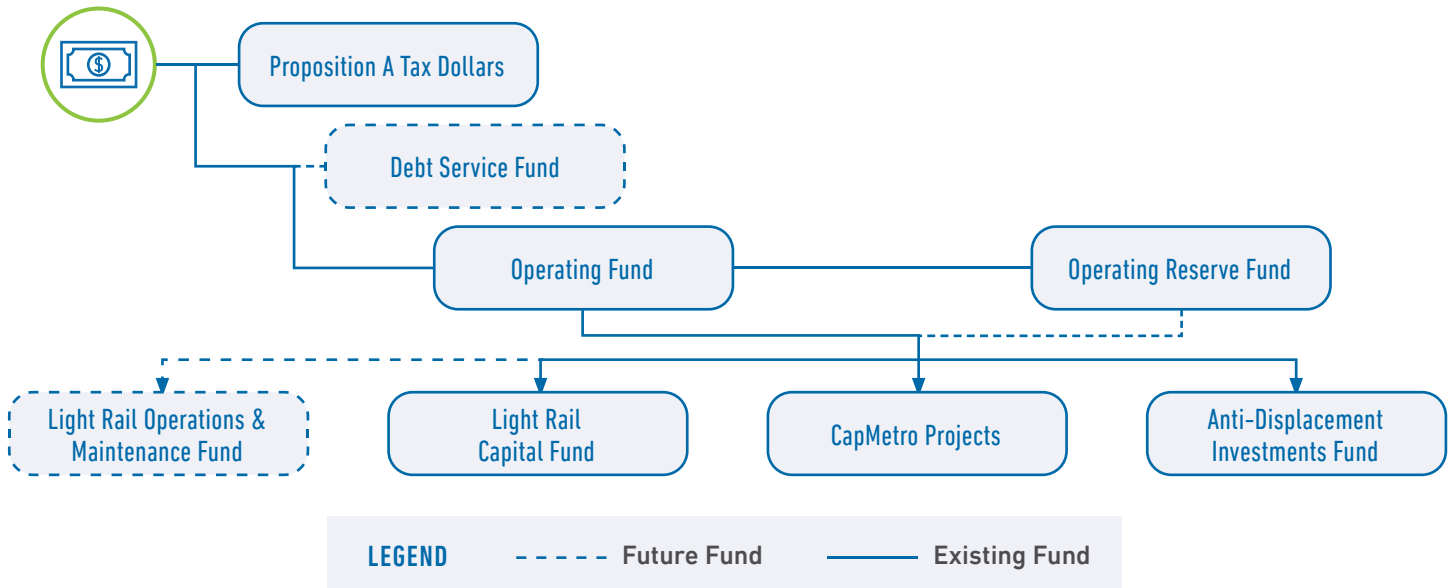 $
Proposition A Tax Dollars
Debt Service Fund
Operating Fund
Operating Reserve Fund
Light Rail Operations &
Maintenance Fund
Light Rail
Capital Fund
CapMetro Projects
Anti-Displacement
Investments Fund
LEGEND Future Fund Existing Fund